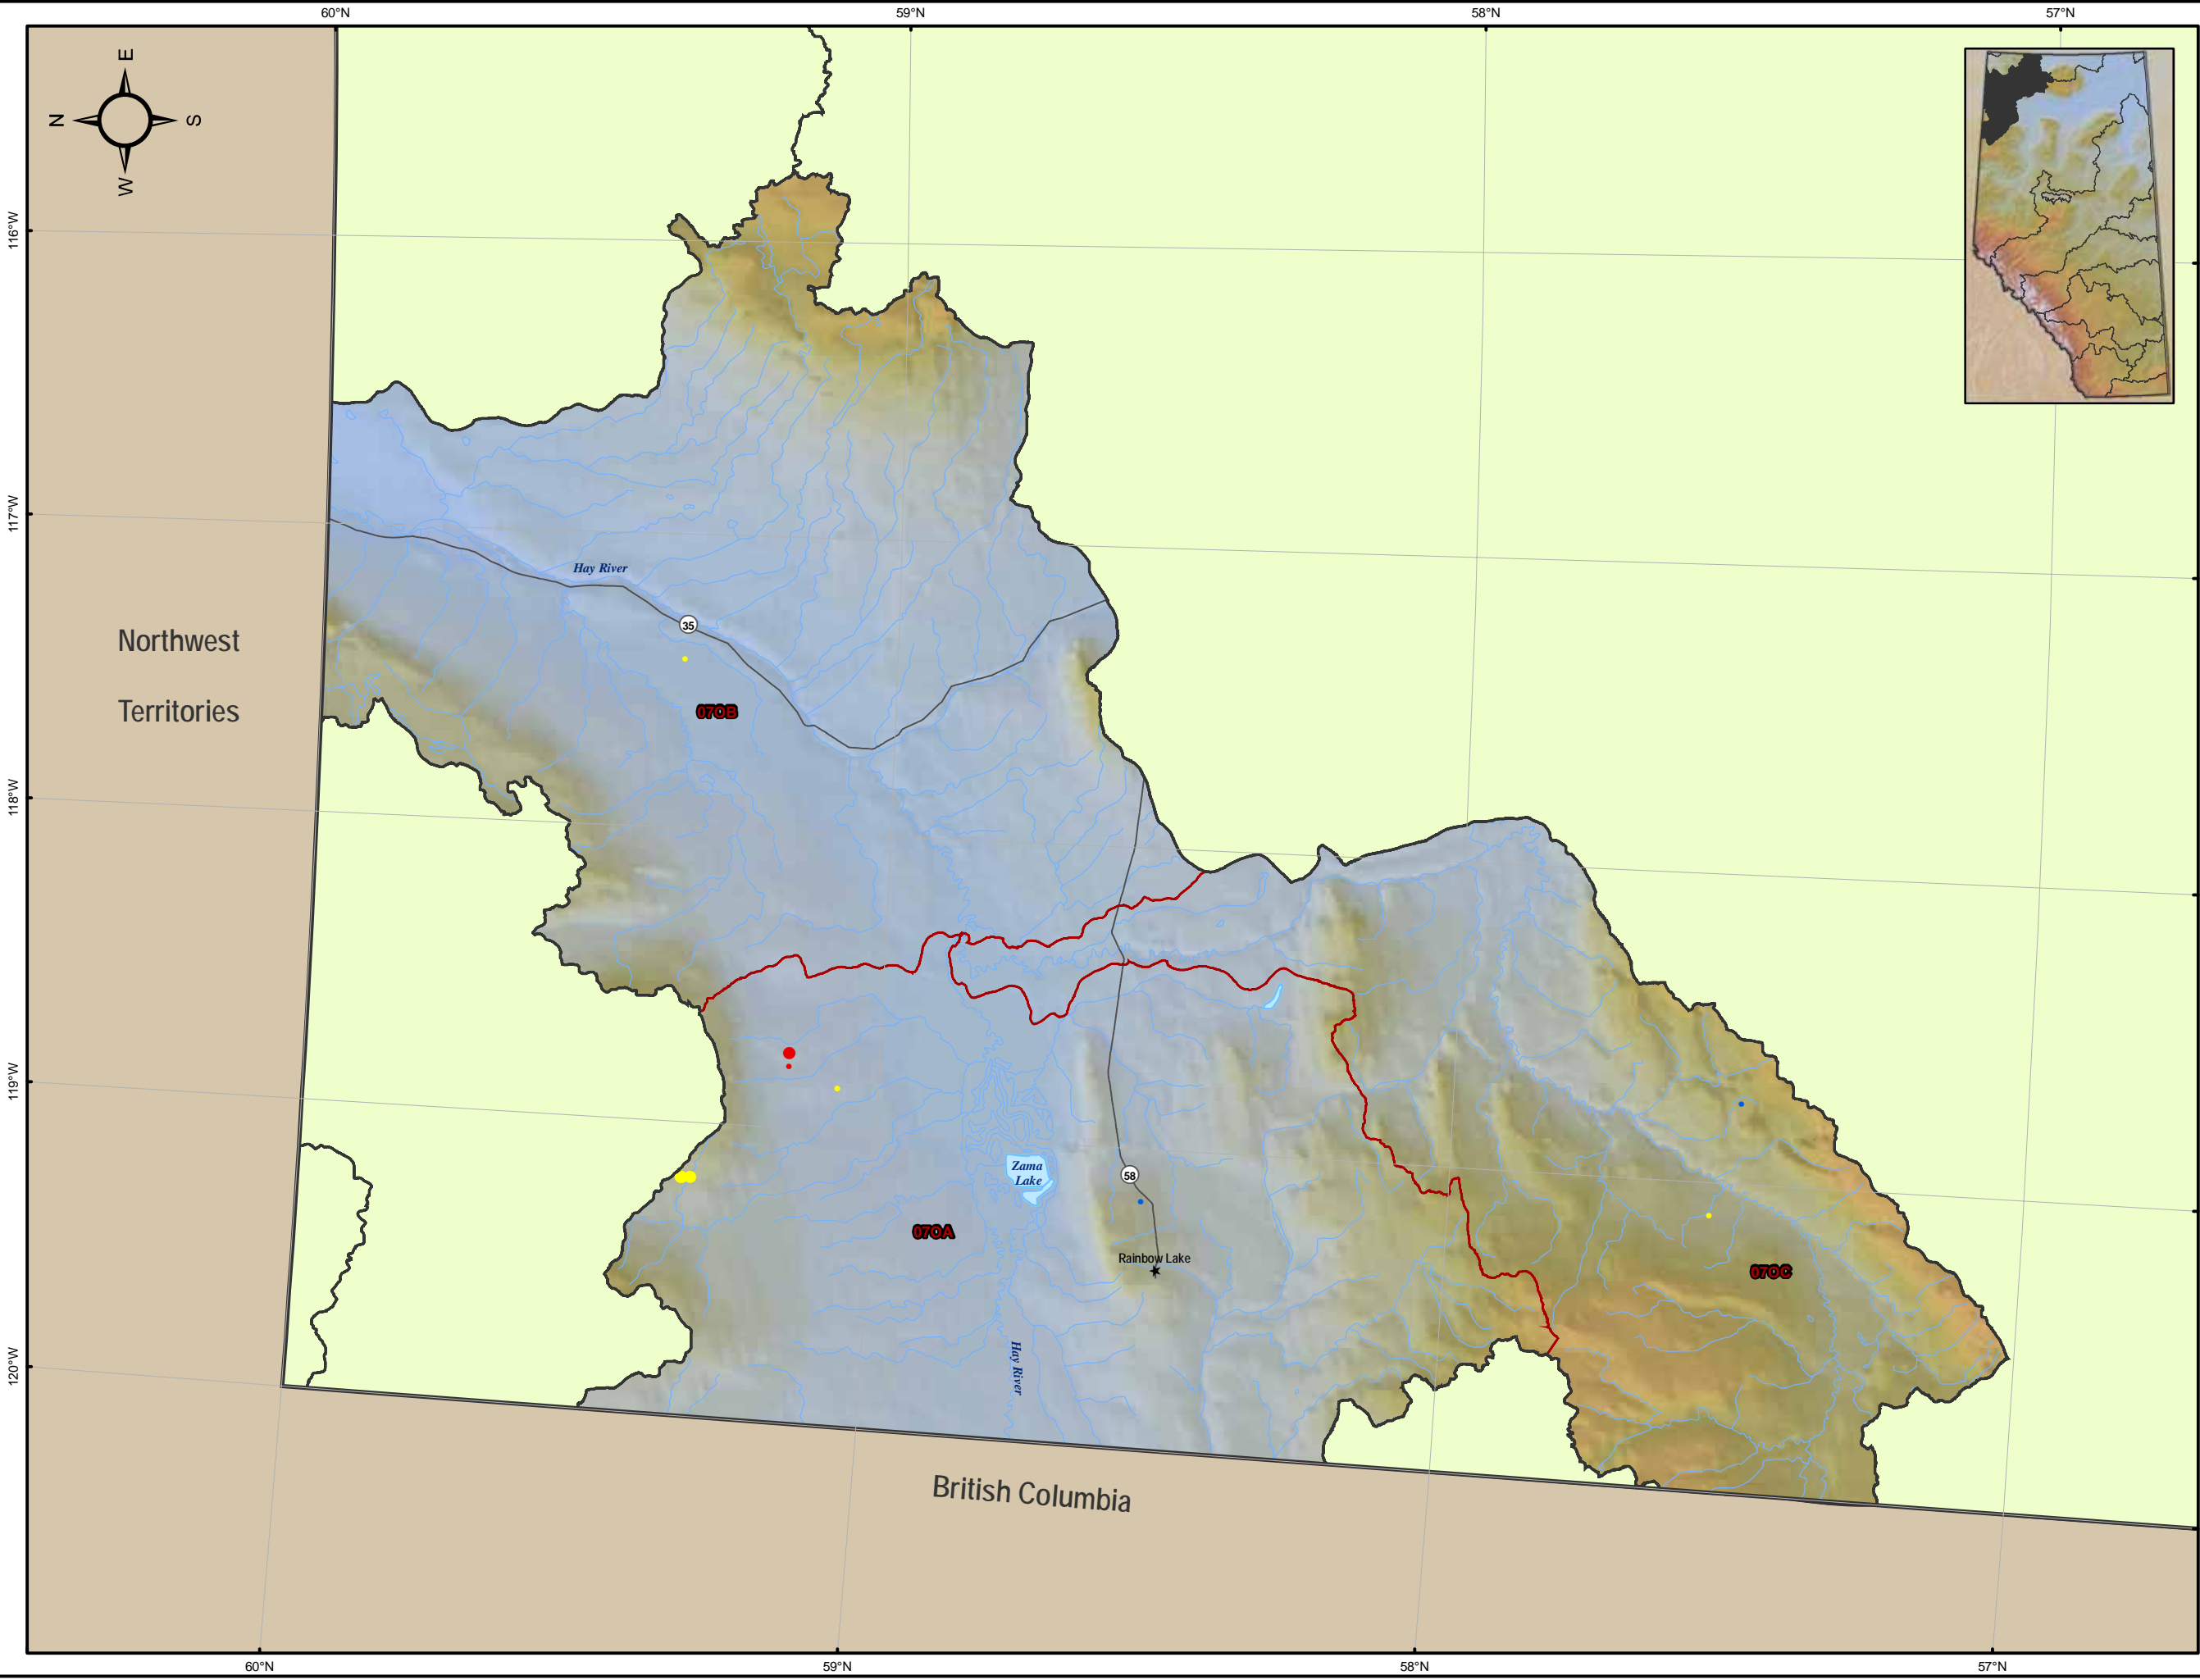 60°N
59°N
58°N
57°N
E
N
S
W
116°W
117°W
Hay River
35
Northwest
Territories
07OB
118°W
119°W
Zama
Lake
58
07OA
Rainbow Lake
07OC
Hay River
120°W
British Columbia
60°N
59°N
58°N
57°N